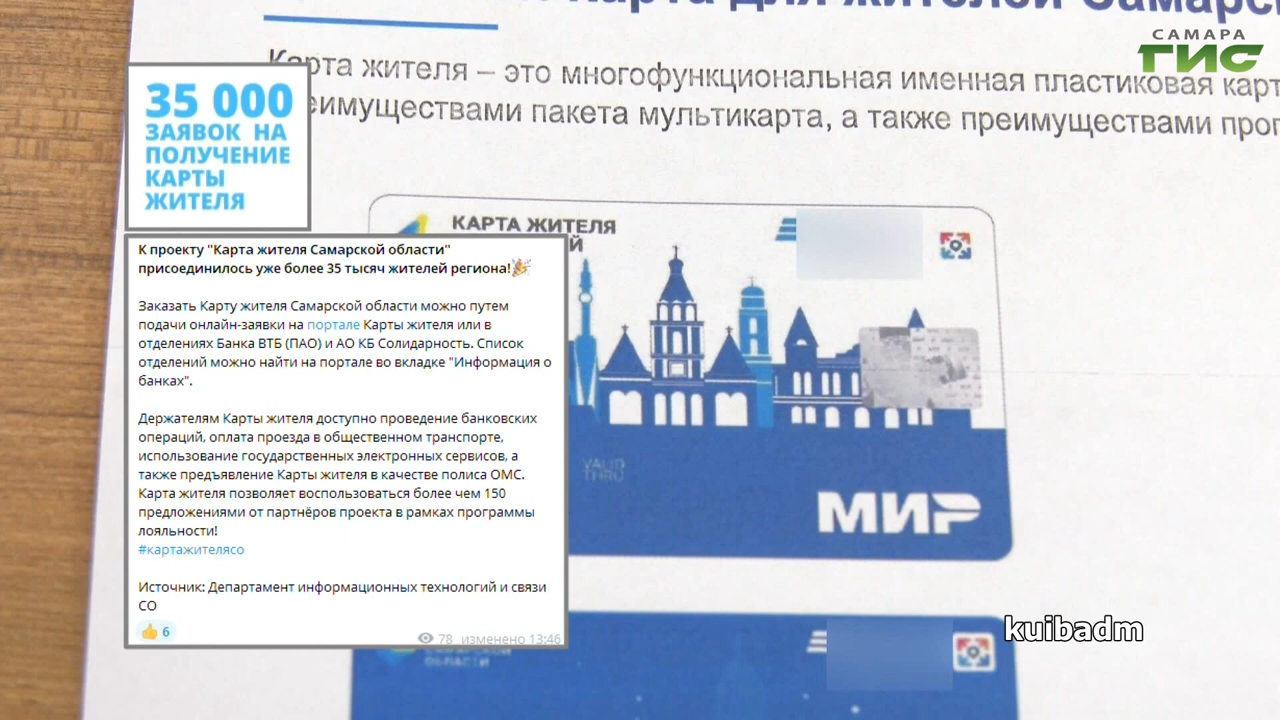 Карта для жителей Самарс
САМАРА
ГИС
Карта жителя – это многофункциональная именная пластиковая карт
еимуществами пакета мультикарта, а также преимуществами прог
35 000
ЗАЯВОК НА
ПОЛУЧЕНИЕ
КАРТЫ
ЖИТЕЛЯ
КАРТА ЖИТЕЛЯ
Й
К проекту "Карта жителя Самарской области"
присоединилось уже более 35 тысяч жителей региона!🎉
Заказать Карту жителя Самарской области можно путем
подачи онлайн-заявки на портале Карты жителя или в
отделениях Банка ВТБ (ПАО) и АО КБ Солидарность. Список
отделений можно найти на портале во вкладке "Информация о
банках".
Держателям Карты жителя доступно проведение банковских
операций, оплата проезда в общественном транспорте,
использование государственных электронных сервисов, а
также предъявление Карты жителя в качестве полиса ОМС.
Карта жителя позволяет воспользоваться более чем 150
предложениями от партнёров проекта в рамках программы
лояльности!
#картажителясо
Источник: Департамент информационных технологий и связи
СО
👍 6
78 изменено 13:46
VALID
THRU
МИР
kuibadm
САМАРСКОЙ
ОБЛАСТИ